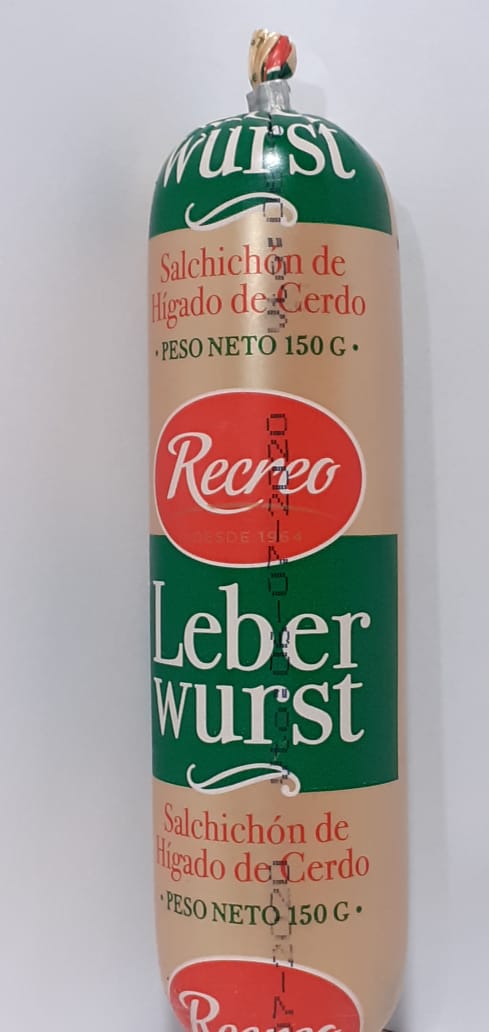 wurst
Salchichón de
Hígado de Cerdo
· PESO NETO 150 G ·
Recreo
DESDE 1964
Leber
wurst
Salchichón de
Hígado de Cerdo
· PESO NETO 150 G ·
Recreo